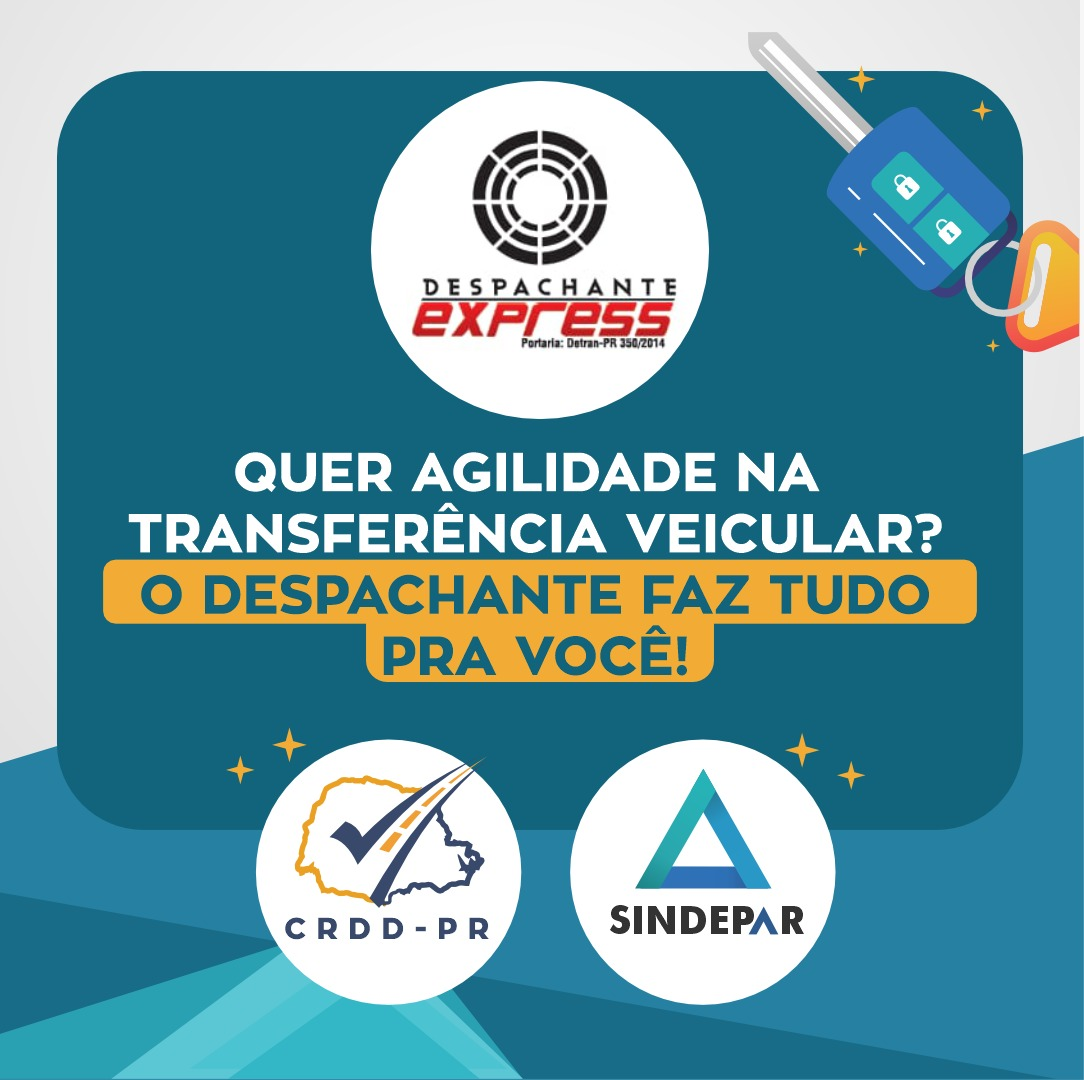 DESPACHANTE
express
Portaria: Detran-PR 350/2014
QUER AGILIDADE NA
TRANSFERÊNCIA VEICULAR?
O DESPACHANTE FAZ TUDO
PRA VOCÊ!
CRDD-PR
SINDEPAR